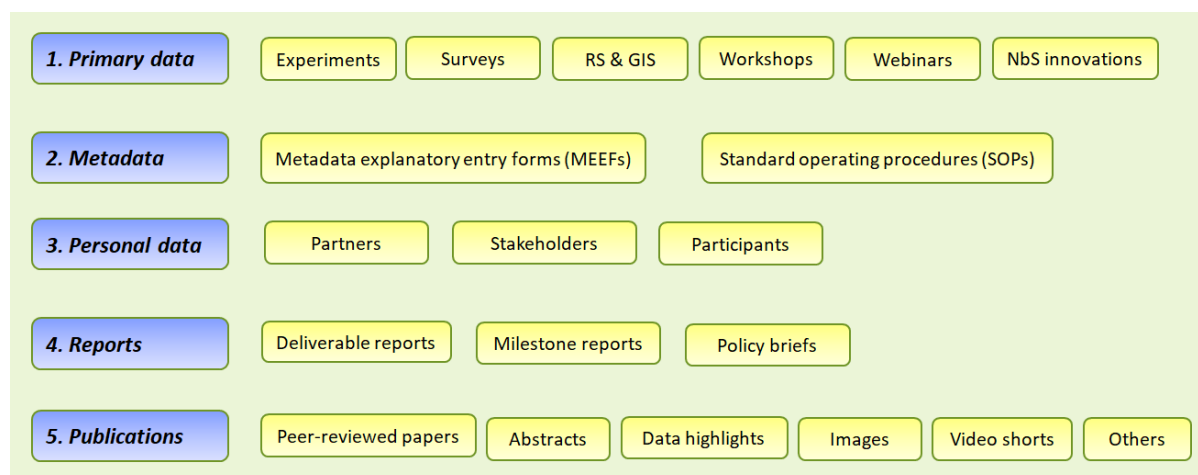 1. Primary data
Experiments
Surveys
RS & GIS
Workshops
Webinars
NbS innovations
2. Metadata
Metadata explanatory entry forms (MEEFs)
Standard operating procedures (SOPs)
3. Personal data
Partners
Stakeholders
Participants
4. Reports
Deliverable reports
Milestone reports
Policy briefs
5. Publications
Peer-reviewed papers
Abstracts
Data highlights
Images
Video shorts
Others